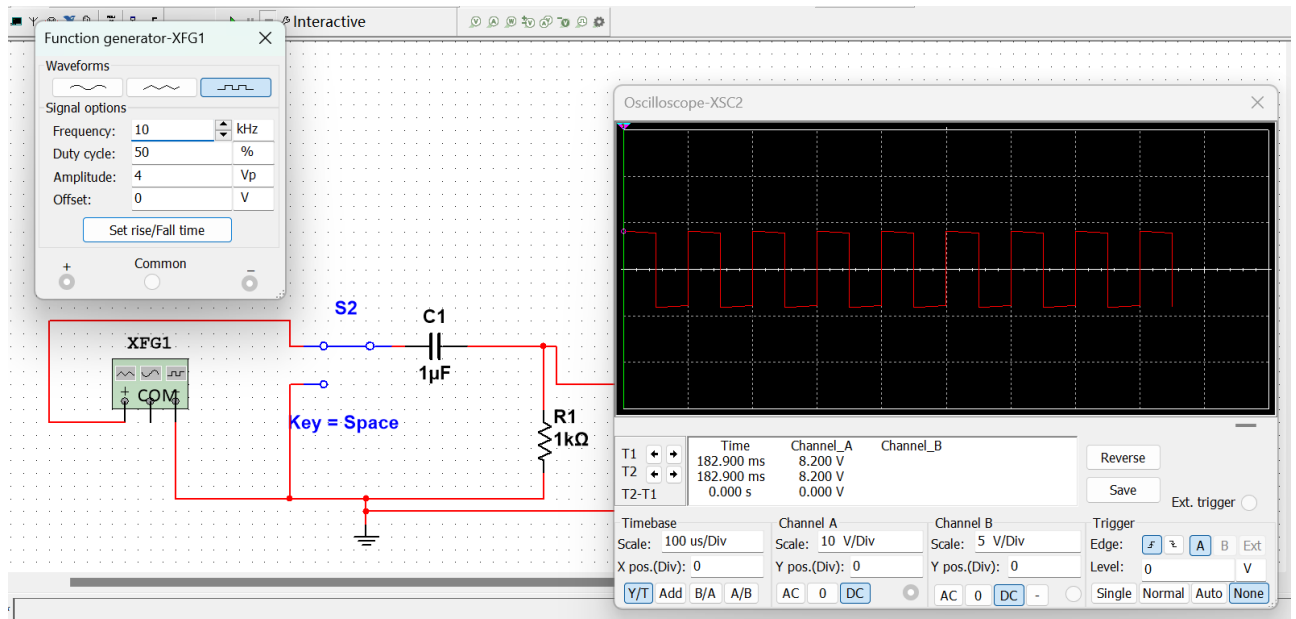 Interactive
Function generator-XFG1
Waveforms
Signal options
Frequency: 10 kHz
Duty cycle: 50 %
Amplitude: 4 Vp
Offset: 0 V
Set rise/Fall time
+ Common −
Oscilloscope-XSC2
S2
C1
XFG1
1µF
+ COM −
Key = Space
R1
1kΩ
Time Channel_A Channel_B
T1 182.900 ms 8.200 V
T2 182.900 ms 8.200 V
T2-T1 0.000 s 0.000 V
Reverse
Save
Ext. trigger
Timebase Channel A Channel B Trigger
Scale: 100 us/Div Scale: 10 V/Div Scale: 5 V/Div Edge: A B Ext
X pos.(Div): 0 Y pos.(Div): 0 Y pos.(Div): 0 Level: 0 V
Y/T Add B/A A/B AC 0 DC AC 0 DC - Single Normal Auto None